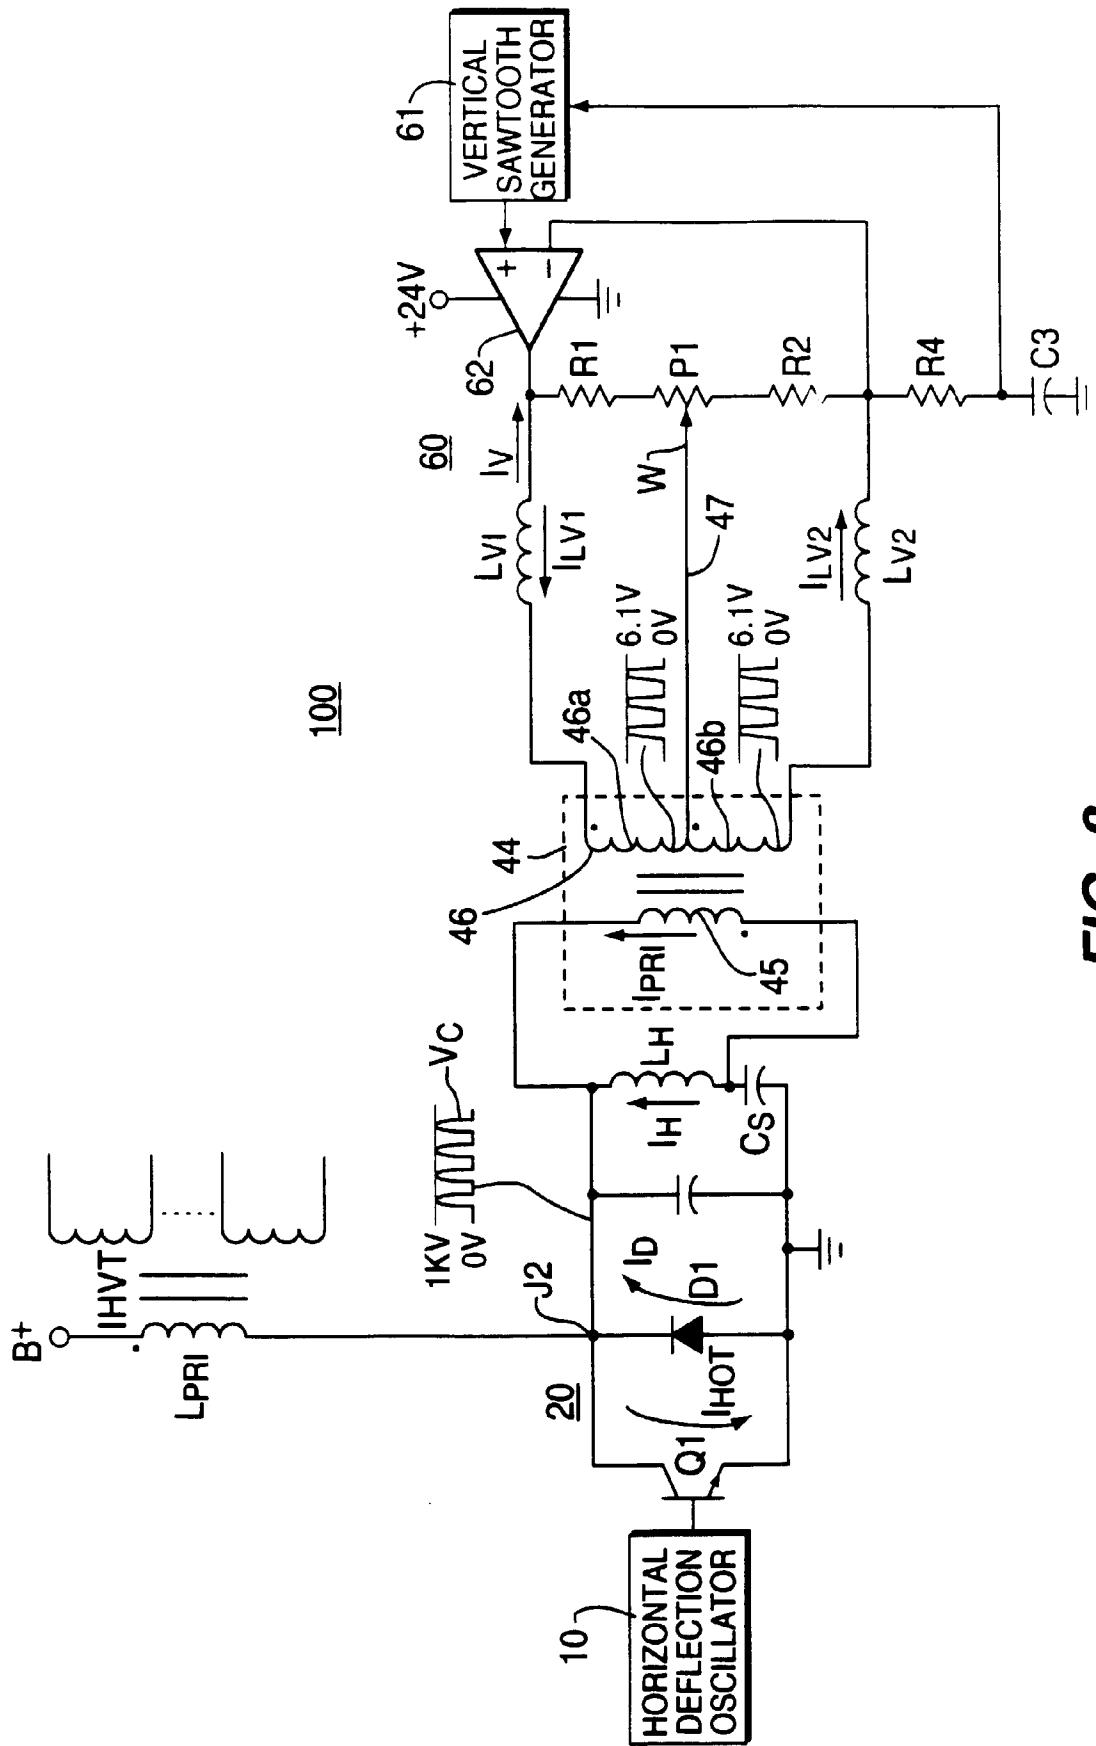 100
B+
IHVT
LPRI
1KV
0V
VC
J2
20
ID
D1
IHOT
Q1
10
HORIZONTAL
DEFLECTION
OSCILLATOR
IH
LH
CS
IPRI
45
44
46
46a
46b
6.1V
0V
6.1V
0V
47
W
LV1
ILV1
IV
60
ILV2
LV2
62
+24V
+
−
61
VERTICAL
SAWTOOTH
GENERATOR
R1
P1
R2
R4
C3